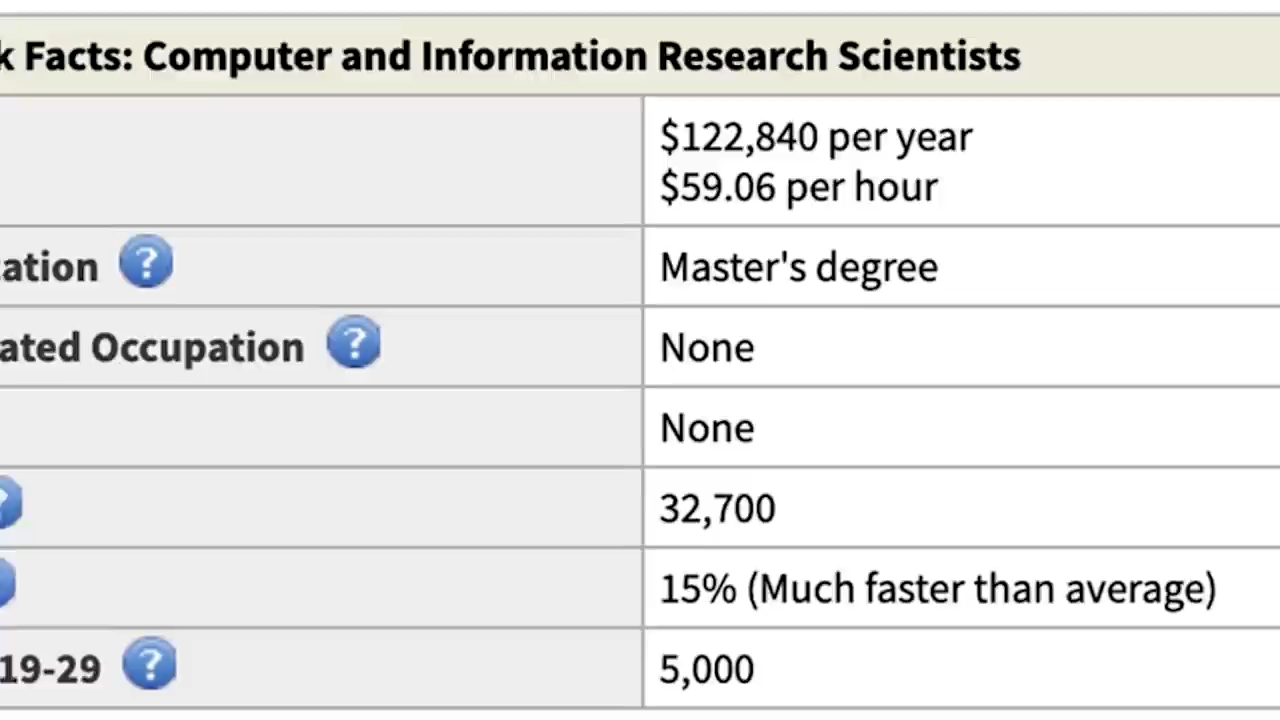 k Facts: Computer and Information Research Scientists
$122,840 per year
$59.06 per hour
ation ? Master's degree
ated Occupation ? None
None
? 32,700
15% (Much faster than average)
19-29 ? 5,000